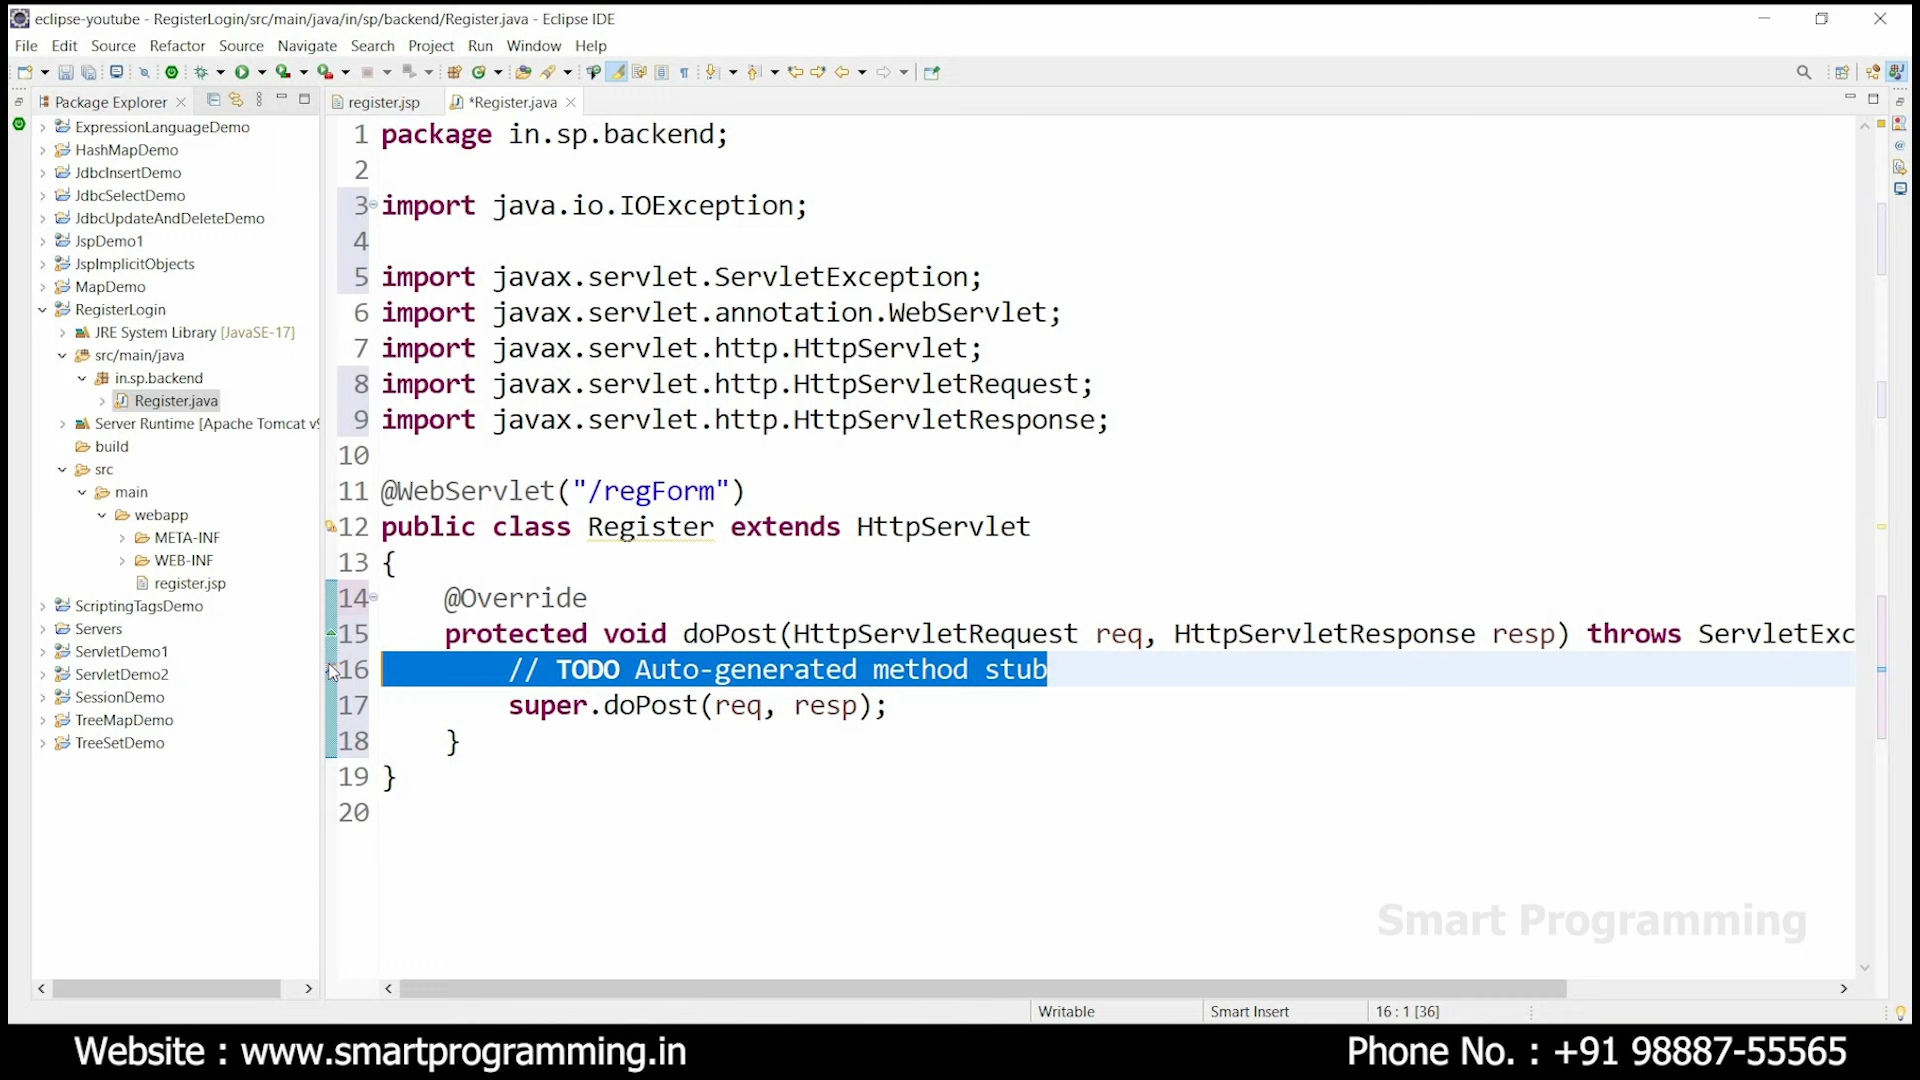 eclipse-youtube - RegisterLogin/src/main/java/in/sp/backend/Register.java - Eclipse IDE
File Edit Source Refactor Source Navigate Search Project Run Window Help
Package Explorer
register.jsp
*Register.java
ExpressionLanguageDemo
HashMapDemo
JdbcInsertDemo
JdbcSelectDemo
JdbcUpdateAndDeleteDemo
JspDemo1
JspImplicitObjects
MapDemo
RegisterLogin
JRE System Library [JavaSE-17]
src/main/java
in.sp.backend
Register.java
Server Runtime [Apache Tomcat v9
build
src
main
webapp
META-INF
WEB-INF
register.jsp
ScriptingTagsDemo
Servers
ServletDemo1
ServletDemo2
SessionDemo
TreeMapDemo
TreeSetDemo
1 package in.sp.backend;
2
3 import java.io.IOException;
4
5 import javax.servlet.ServletException;
6 import javax.servlet.annotation.WebServlet;
7 import javax.servlet.http.HttpServlet;
8 import javax.servlet.http.HttpServletRequest;
9 import javax.servlet.http.HttpServletResponse;
10
11 @WebServlet("/regForm")
12 public class Register extends HttpServlet
13 {
14 @Override
15 protected void doPost(HttpServletRequest req, HttpServletResponse resp) throws ServletExc
16 // TODO Auto-generated method stub
17 super.doPost(req, resp);
18 }
19 }
20
Smart Programming
Writable
Smart Insert
16 : 1 [36]
Website : www.smartprogramming.in
Phone No. : +91 98887-55565